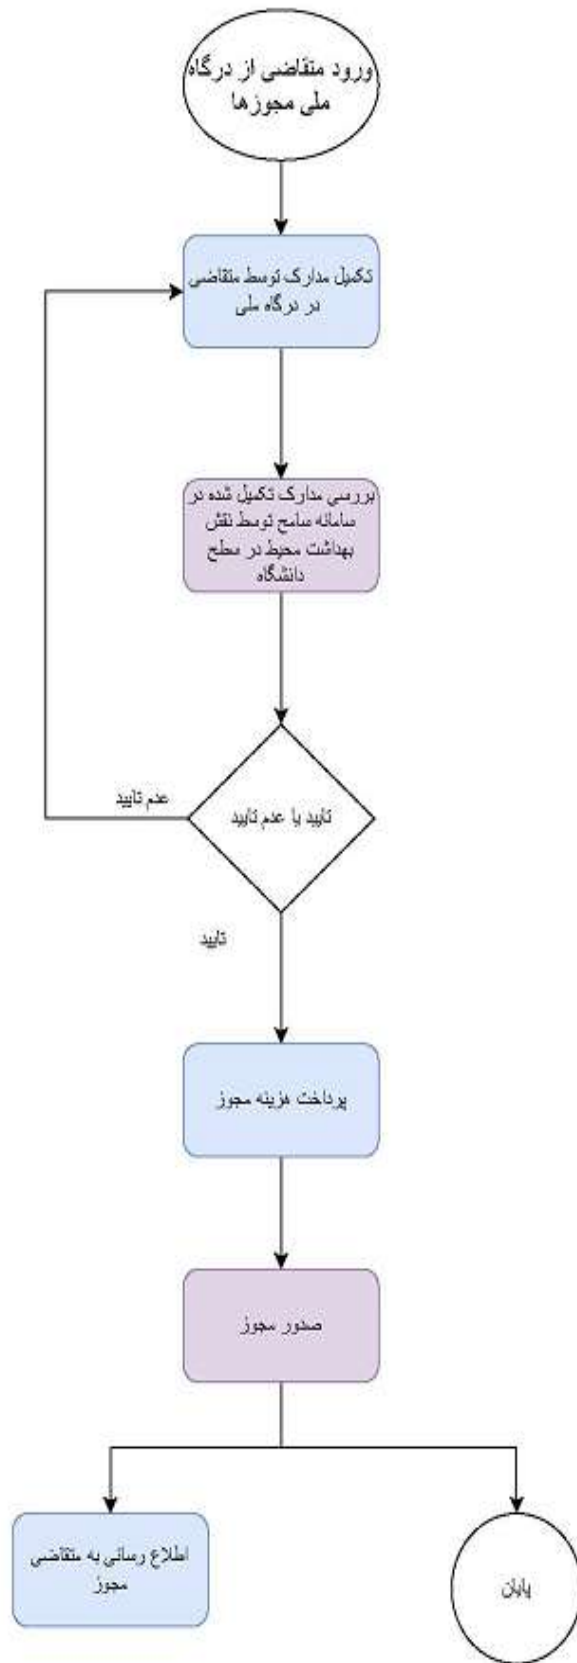 ورود متقاضی از درگاه
ملی مجوزها
تکمیل مدارک توسط متقاضی
در درگاه ملی
بررسی مدارک تکمیل شده در
سامانه سامح توسط نقش
بهداشت محیط در سطح
دانشگاه
تایید یا عدم تایید
عدم تایید
تایید
پرداخت هزینه مجوز
صدور مجوز
اطلاع رسانی به متقاضی
مجوز
پایان